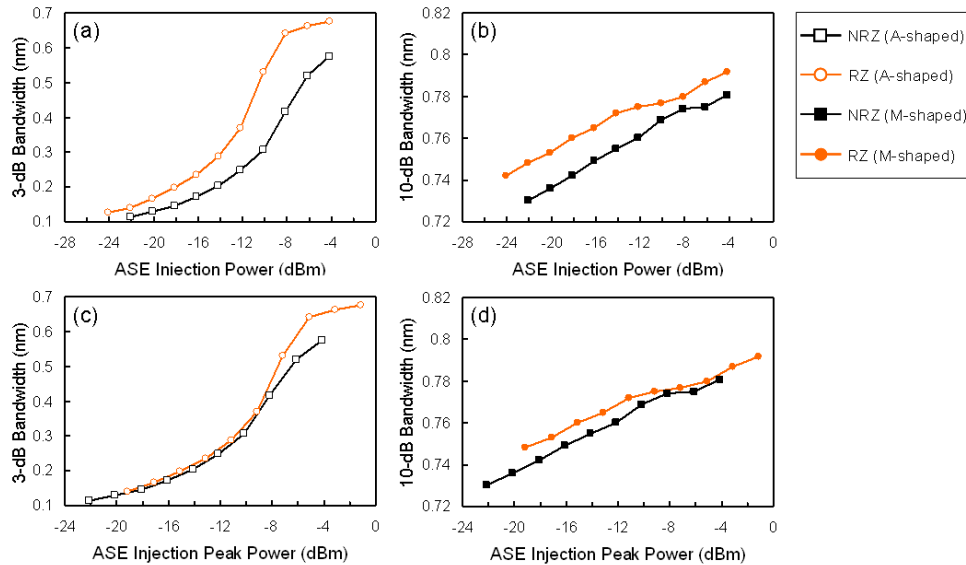 (a)
3-dB Bandwidth (nm)
0.7
0.6
0.5
0.4
0.3
0.2
0.1
-28 -24 -20 -16 -12 -8 -4 0
ASE Injection Power (dBm)
(b)
10-dB Bandwidth (nm)
0.82
0.8
0.78
0.76
0.74
0.72
-28 -24 -20 -16 -12 -8 -4 0
ASE Injection Power (dBm)
NRZ (A-shaped)
RZ (A-shaped)
NRZ (M-shaped)
RZ (M-shaped)
(c)
3-dB Bandwidth (nm)
0.7
0.6
0.5
0.4
0.3
0.2
0.1
-24 -20 -16 -12 -8 -4 0
ASE Injection Peak Power (dBm)
(d)
10-dB Bandwidth (nm)
0.82
0.8
0.78
0.76
0.74
0.72
-24 -20 -16 -12 -8 -4 0
ASE Injection Peak Power (dBm)